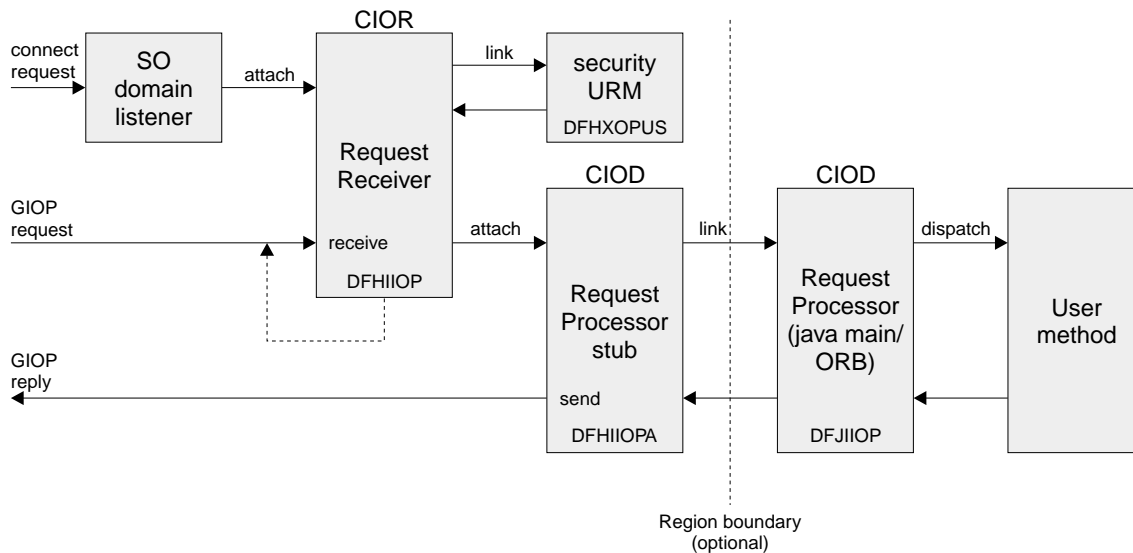 CIOR
connect
request
SO
domain
listener
attach
link
security
URM
DFHXOPUS
Request
Receiver
CIOD
CIOD
GIOP
request
receive
attach
link
dispatch
DFHIIOP
Request
Processor
stub
Request
Processor
(java main/
ORB)
User
method
GIOP
reply
send
DFHIIOPA
DFJIIOP
Region boundary
(optional)